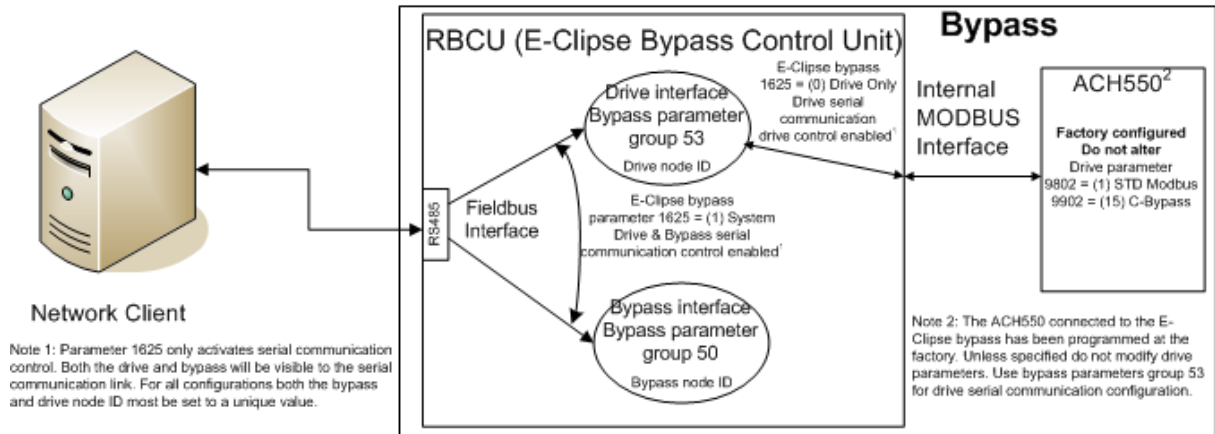 Bypass
RBCU (E-Clipse Bypass Control Unit)
E-Clipse bypass
1625 = (0) Drive Only
Drive serial
communication
drive control enabled¹
Drive interface
Bypass parameter
group 53
Drive node ID
Internal
MODBUS
Interface
ACH550²
Factory configured
Do not alter
Drive parameter
9802 = (1) STD Modbus
9902 = (15) C-Bypass
RS485
Fieldbus
Interface
E-Clipse bypass
parameter 1625 = (1) System
Drive & Bypass serial
communication control enabled¹
Bypass interface
Bypass parameter
group 50
Bypass node ID
Network Client
Note 1: Parameter 1625 only activates serial communication
control. Both the drive and bypass will be visible to the serial
communication link. For all configurations both the bypass
and drive node ID most be set to a unique value.
Note 2: The ACH550 connected to the E-
Clipse bypass has been programmed at the
factory. Unless specified do not modify drive
parameters. Use bypass parameters group 53
for drive serial communication configuration.